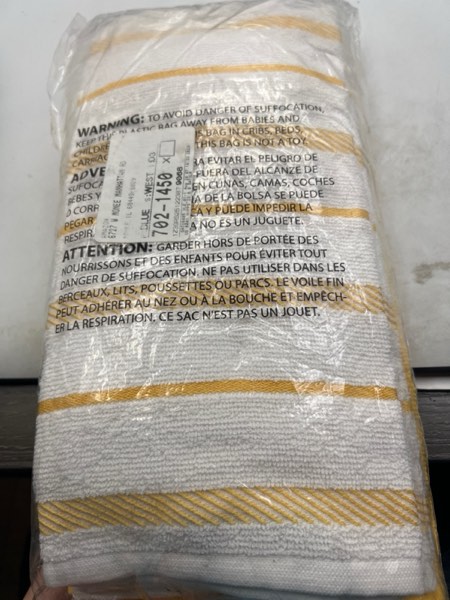 WARNING: TO AVOID DANGER OF SUFFOCATION,
KEEP THIS PLASTIC BAG AWAY FROM BABIES AND
CHILDRE S BAG IN CRIBS, BEDS,
CARRIAG THIS BAG IS NOT A TOY.
ADVE A EVITAR EL PELIGRO DE
SUFOCA FUERA DEL ALCANZE DE
BEBES Y EN CUNAS, CAMAS, COCHES
O CORR A DE LA BOLSA SE PUEDE
PEGAR A Y PUEDE IMPEDIR LA
RESPIRA A NO ES UN JUGUETE.
702-1450 X
ATTENTION: GARDER HORS DE PORTÉE DES
NOURRISSONS ET DES ENFANTS POUR ÉVITER TOUT
DANGER DE SUFFOCATION. NE PAS UTILISER DANS LES
BERCEAUX, LITS, POUSSETTES OU PARCS. LE VOILE FIN
PEUT ADHÉRER AU NEZ OU À LA BOUCHE ET EMPÊCH-
ER LA RESPIRATION. CE SAC N'EST PAS UN JOUET.